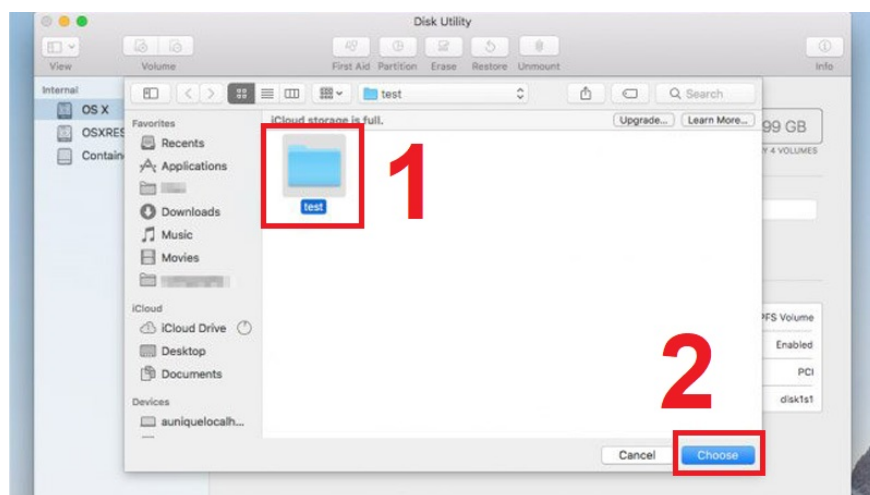 Disk Utility
View
Volume
First Aid
Partition
Erase
Restore
Unmount
Info
Internal
OS X
OSXRES
Contain
test
Search
Favorites
Recents
Applications
Downloads
Music
Movies
iCloud
iCloud Drive
Desktop
Documents
Devices
auniquelocalh...
iCloud storage is full.
Upgrade...
Learn More...
test
1
2
99 GB
Y 4 VOLUMES
PFS Volume
Enabled
PCI
disk1s1
Cancel
Choose